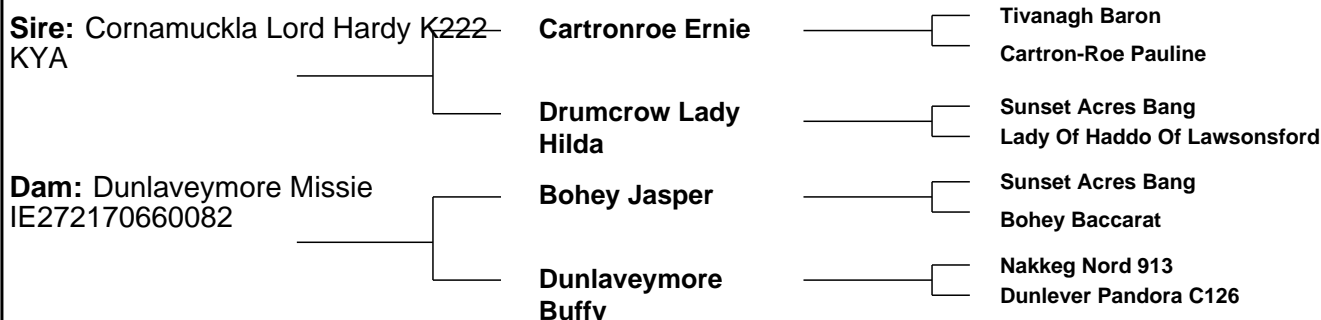 Sire: Cornamuckla Lord Hardy K222
KYA
Cartronroe Ernie
Tivanagh Baron
Cartron-Roe Pauline
Drumcrow Lady
Hilda
Sunset Acres Bang
Lady Of Haddo Of Lawsonsford
Dam: Dunlaveymore Missie
IE272170660082
Bohey Jasper
Sunset Acres Bang
Bohey Baccarat
Dunlaveymore
Buffy
Nakkeg Nord 913
Dunlever Pandora C126